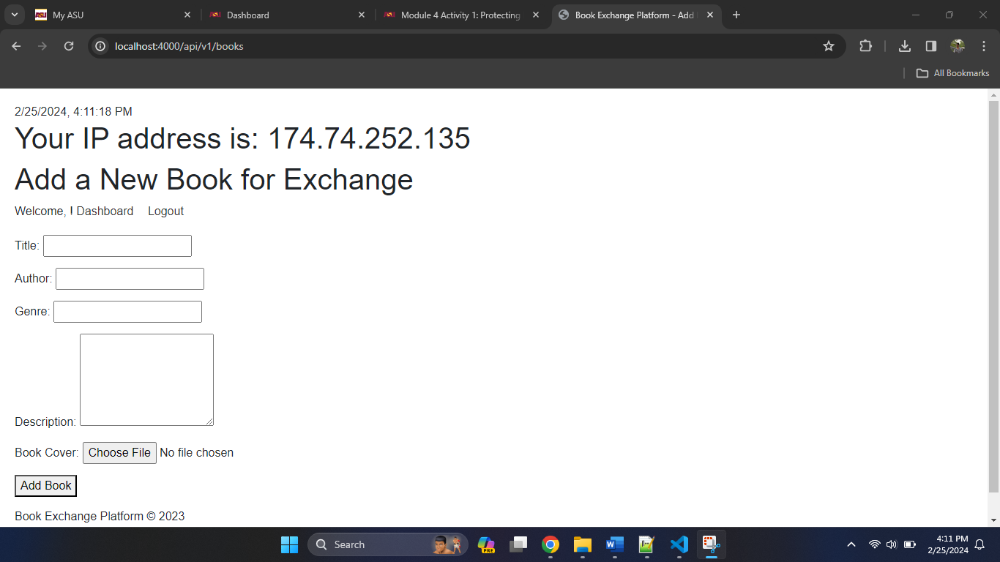 My ASU
Dashboard
Module 4 Activity 1: Protecting
Book Exchange Platform - Add
localhost:4000/api/v1/books
All Bookmarks
2/25/2024, 4:11:18 PM
Your IP address is: 174.74.252.135
Add a New Book for Exchange
Welcome, ! Dashboard Logout
Title:
Author:
Genre:
Description:
Book Cover: Choose File No file chosen
Add Book
Book Exchange Platform © 2023
Search
PRE
4:11 PM
2/25/2024